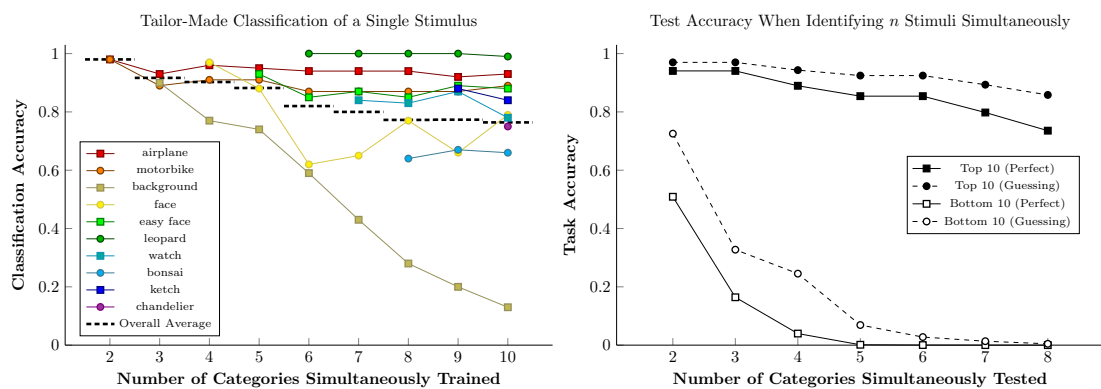 Tailor-Made Classification of a Single Stimulus
Classification Accuracy
1
0.8
0.6
0.4
0.2
0
airplane
motorbike
background
face
easy face
leopard
watch
bonsai
ketch
chandelier
Overall Average
2 3 4 5 6 7 8 9 10
Number of Categories Simultaneously Trained
Test Accuracy When Identifying n Stimuli Simultaneously
Task Accuracy
1
0.8
0.6
0.4
0.2
0
Top 10 (Perfect)
Top 10 (Guessing)
Bottom 10 (Perfect)
Bottom 10 (Guessing)
2 3 4 5 6 7 8
Number of Categories Simultaneously Tested